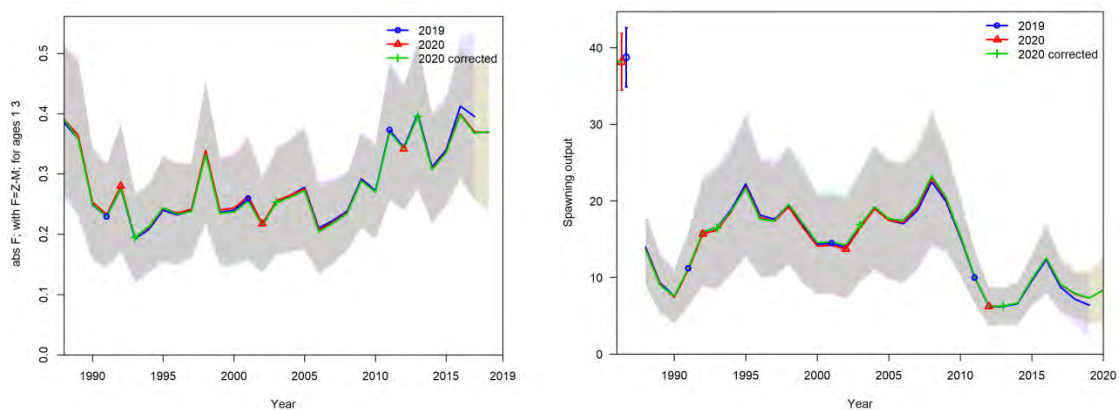 abs F; with F=Z-M; for ages 1 3
0.5
0.4
0.3
0.2
0.1
0.0
2019
2020
2020 corrected
1990 1995 2000 2005 2010 2015 2019
Year
Spawning output
40
30
20
10
0
2019
2020
2020 corrected
1990 1995 2000 2005 2010 2015 2020
Year